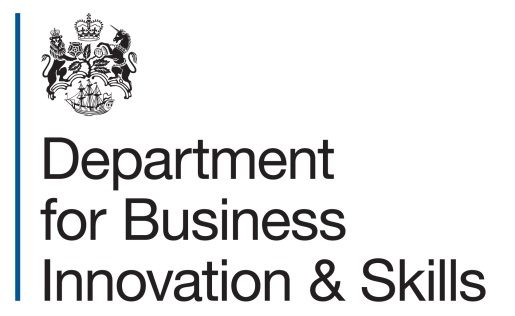 Department
for Business
Innovation & Skills